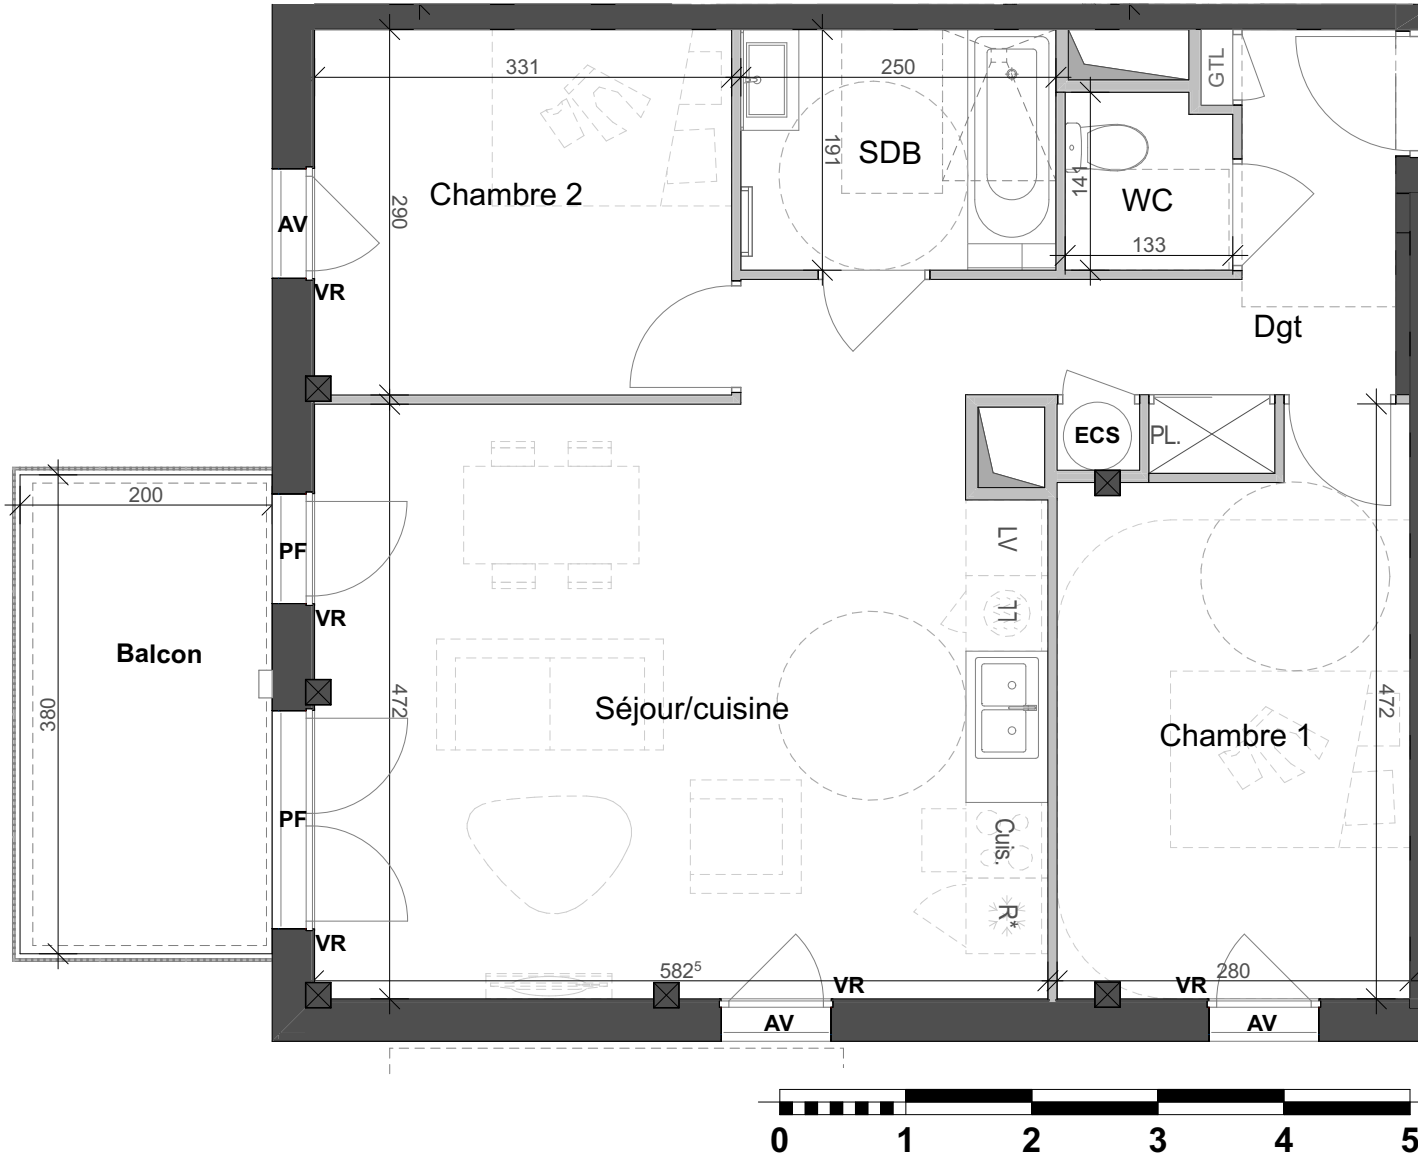 331
250
GTL
191
SDB
141
Chambre 2
290
WC
AV
133
VR
Dgt
ECS
PL.
200
LV
PF
LL
VR
Balcon
380
472
Séjour/cuisine
472
Chambre 1
PF
Cuis.
R*
VR
582⁵
VR
VR
280
AV
AV
0 1 2 3 4 5